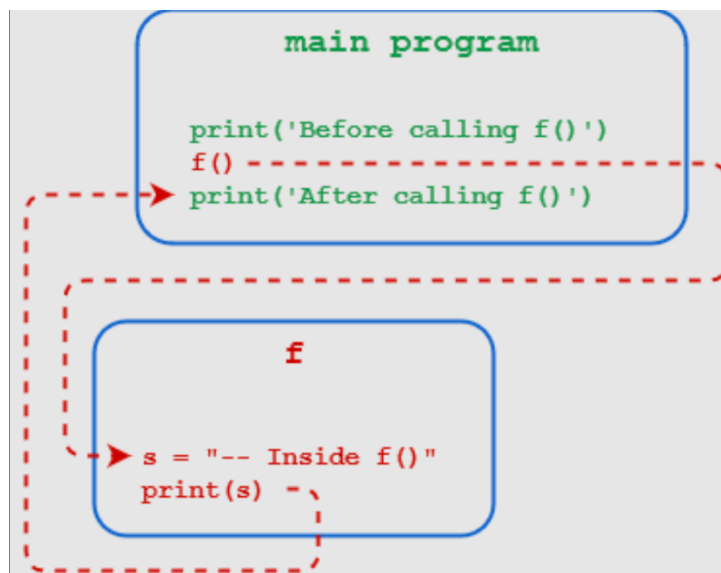 main program
print('Before calling f()')
f()
print('After calling f()')
f
s = "-- Inside f()"
print(s)